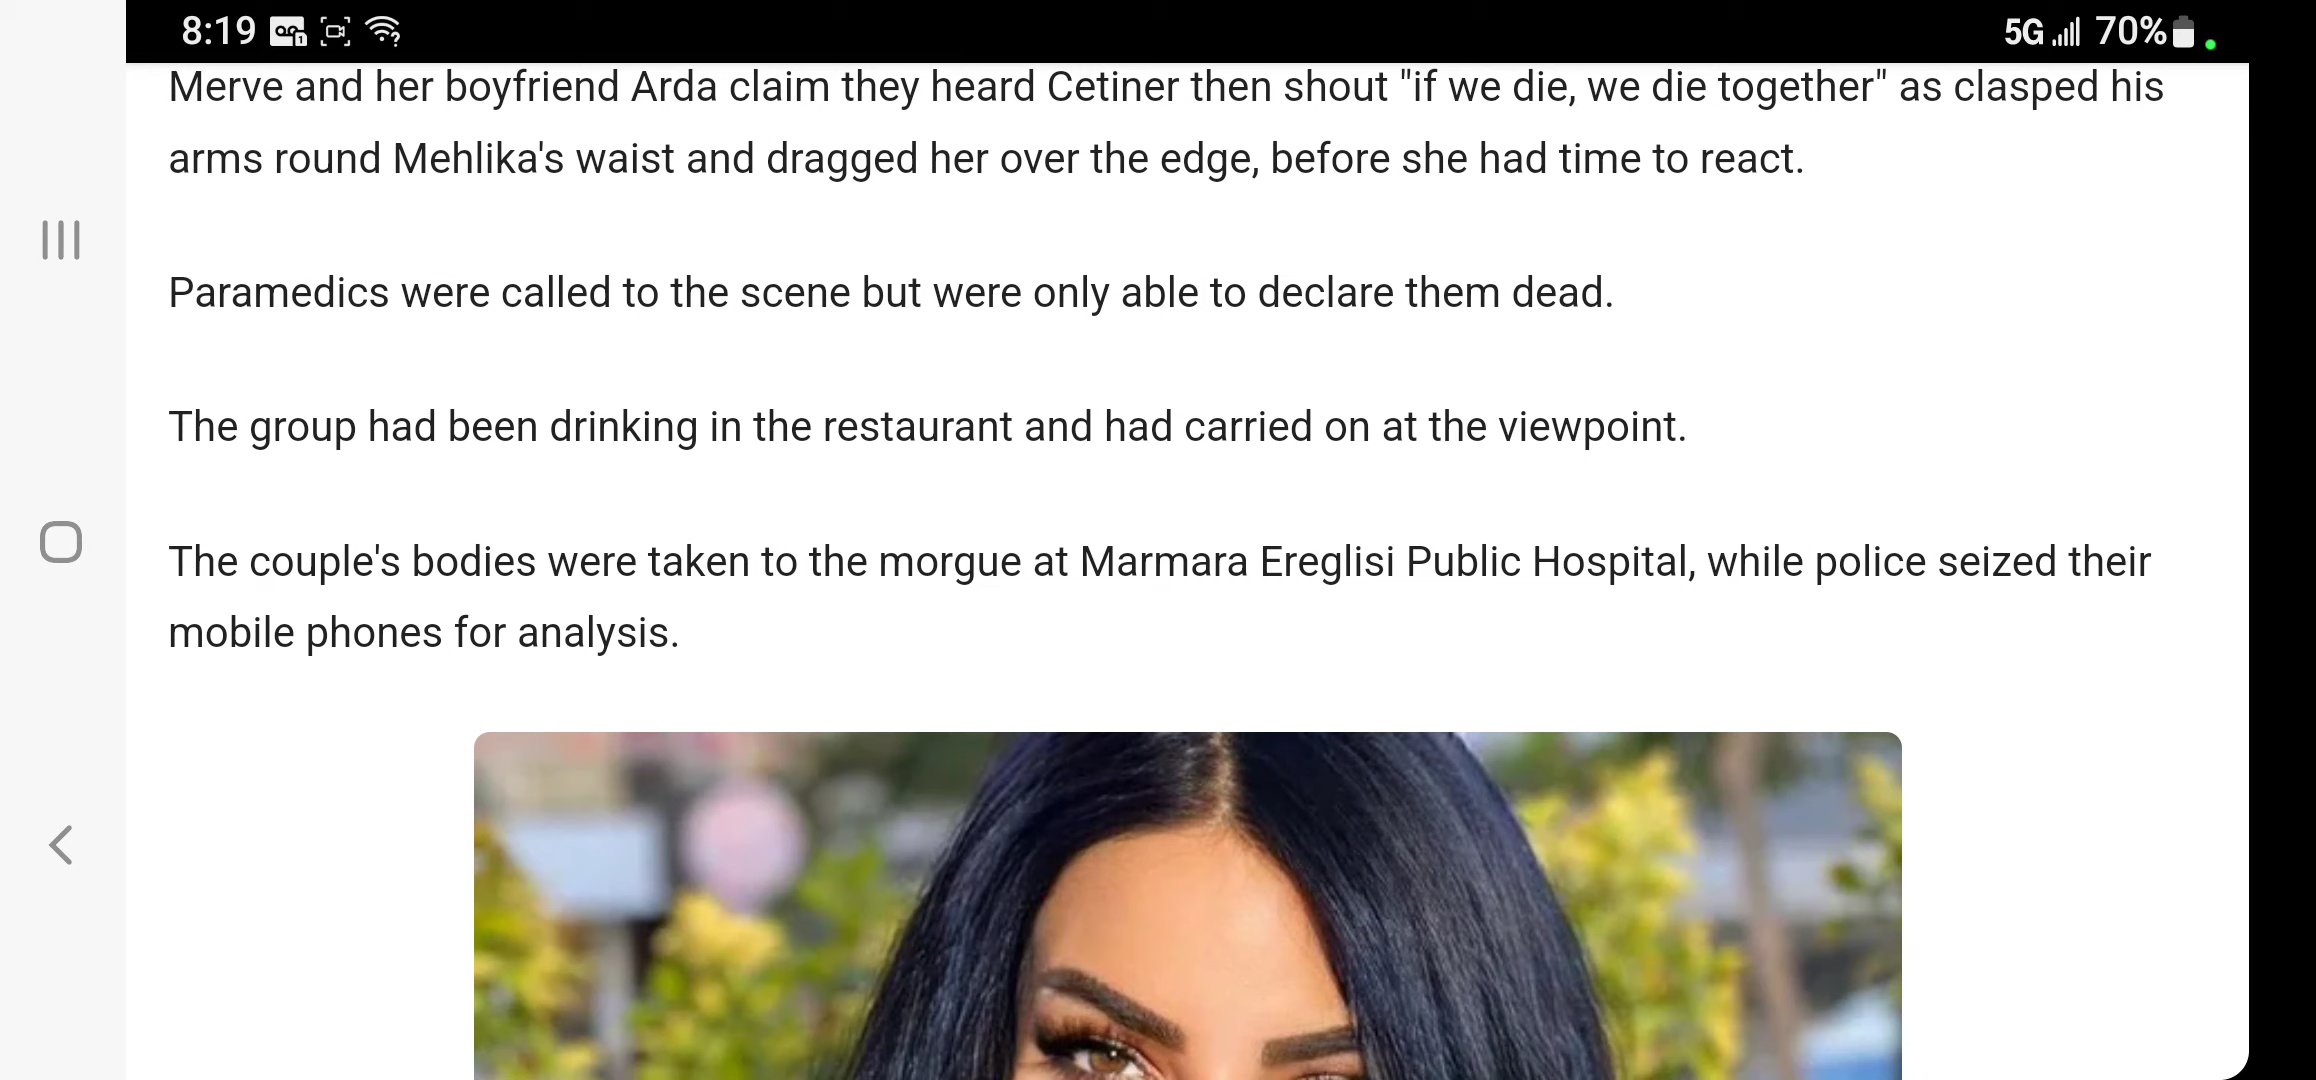 8:19 5G 70%
Merve and her boyfriend Arda claim they heard Cetiner then shout "if we die, we die together" as clasped his
arms round Mehlika's waist and dragged her over the edge, before she had time to react.
Paramedics were called to the scene but were only able to declare them dead.
The group had been drinking in the restaurant and had carried on at the viewpoint.
The couple's bodies were taken to the morgue at Marmara Ereglisi Public Hospital, while police seized their
mobile phones for analysis.